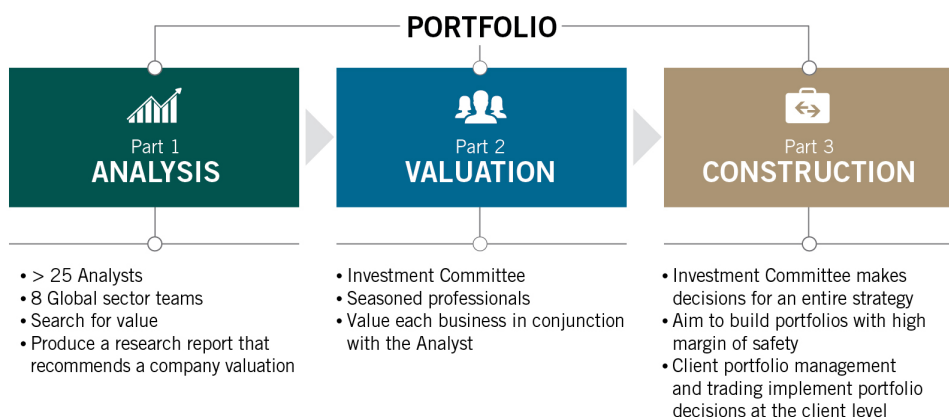 PORTFOLIO
Part 1
ANALYSIS
• > 25 Analysts
• 8 Global sector teams
• Search for value
• Produce a research report that
recommends a company valuation
Part 2
VALUATION
• Investment Committee
• Seasoned professionals
• Value each business in conjunction
with the Analyst
Part 3
CONSTRUCTION
• Investment Committee makes
decisions for an entire strategy
• Aim to build portfolios with high
margin of safety
• Client portfolio management
and trading implement portfolio
decisions at the client level